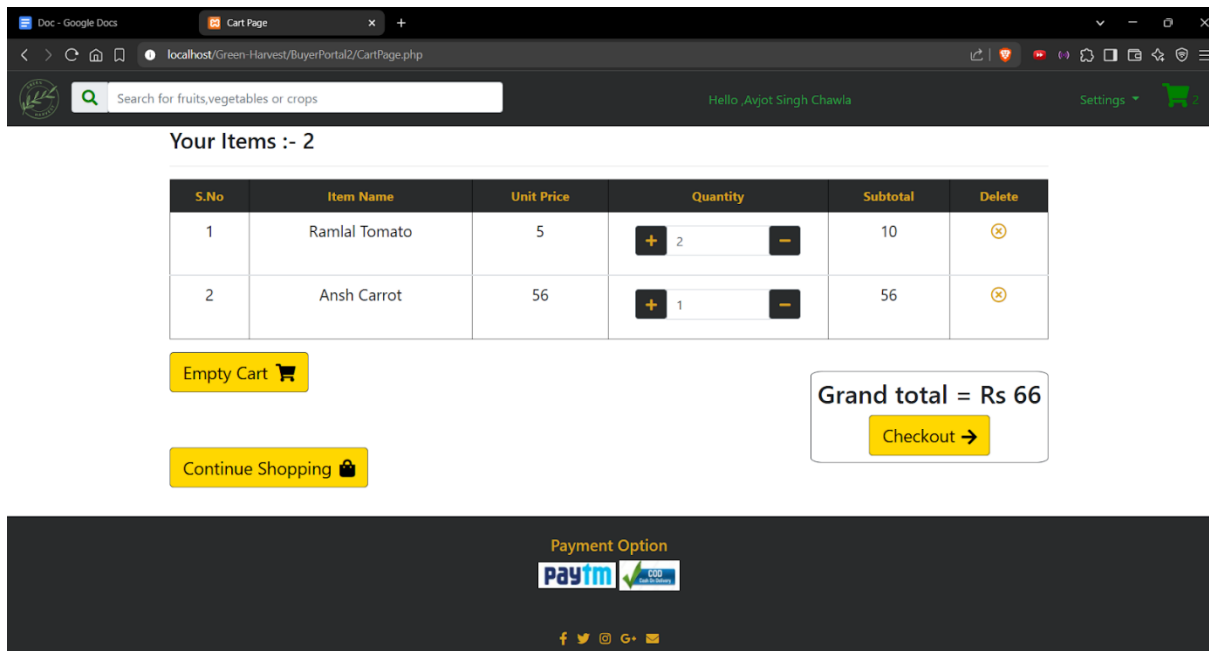 Doc - Google Docs
Cart Page
localhost/Green-Harvest/BuyerPortal2/CartPage.php
Search for fruits,vegetables or crops
Hello ,Avjot Singh Chawla
Settings
2
Your Items :- 2
S.No Item Name Unit Price Quantity Subtotal Delete
1 Ramlal Tomato 5 2 10
2 Ansh Carrot 56 1 56
Empty Cart
Grand total = Rs 66
Checkout
Continue Shopping
Payment Option
Paytm COD
Cash On Delivery